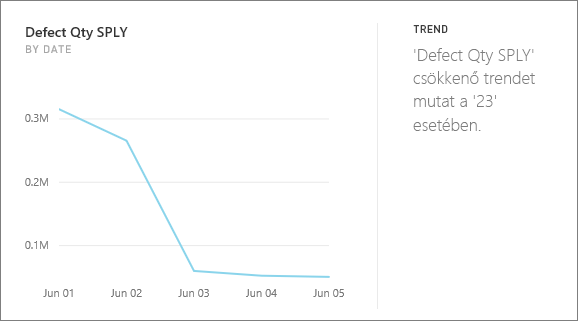 Defect Qty SPLY
BY DATE
0.3M
0.2M
0.1M
Jun 01 Jun 02 Jun 03 Jun 04 Jun 05
TREND
'Defect Qty SPLY'
csökkenő trendet
mutat a '23'
esetében.